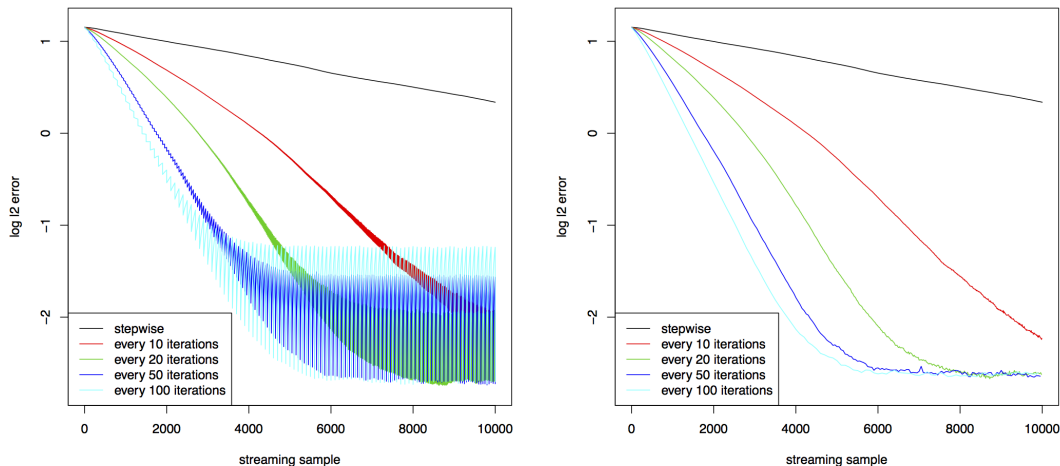 1
0
-1
-2
log l2 error
stepwise
every 10 iterations
every 20 iterations
every 50 iterations
every 100 iterations
0
2000
4000
6000
8000
10000
streaming sample
1
0
-1
-2
log l2 error
stepwise
every 10 iterations
every 20 iterations
every 50 iterations
every 100 iterations
0
2000
4000
6000
8000
10000
streaming sample